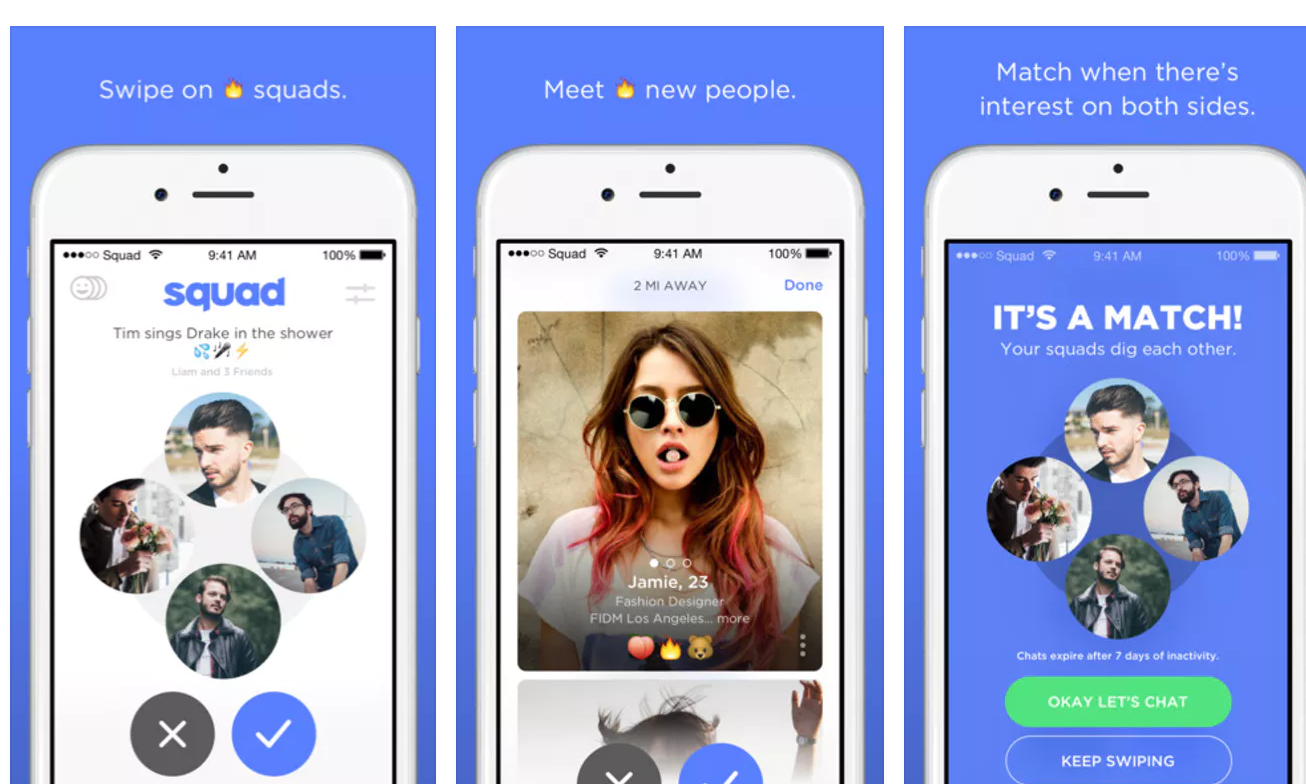 Swipe on 🔥 squads.
Squad 9:41 AM 100%
squad
Tim sings Drake in the shower
💦🎤⚡
Liam and 3 Friends
Meet 🔥 new people.
Squad 9:41 AM 100%
2 MI AWAY Done
Jamie, 23
Fashion Designer
FIDM Los Angeles... more
🍑🔥🐻
Match when there’s
interest on both sides.
Squad 9:41 AM 100%
IT’S A MATCH!
Your squads dig each other.
Chats expire after 7 days of inactivity.
OKAY LET’S CHAT
KEEP SWIPING